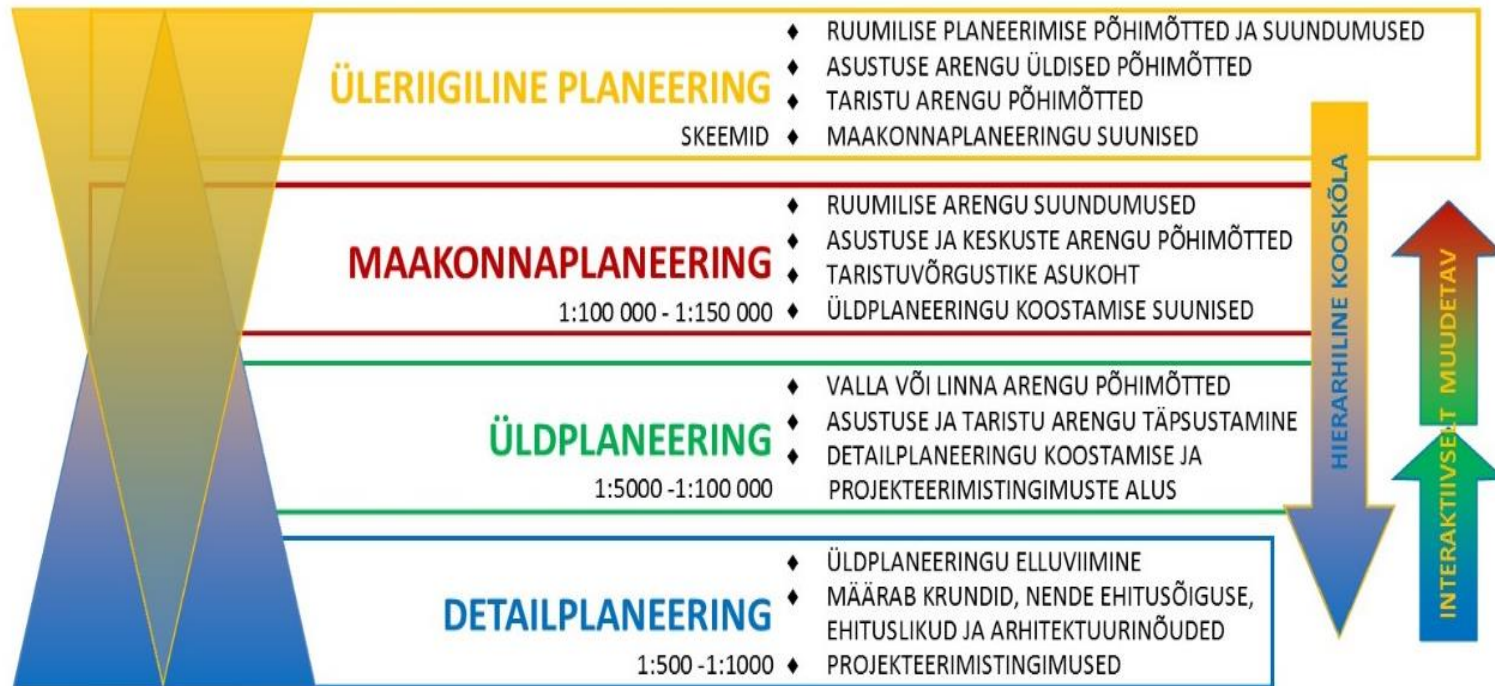 ÜLERIIGILINE PLANEERING
SKEEMID
♦ RUUMILISE PLANEERIMISE PÕHIMÕTTED JA SUUNDUMUSED
♦ ASUSTUSE ARENGU ÜLDISED PÕHIMÕTTED
♦ TARISTU ARENGU PÕHIMÕTTED
♦ MAAKONNAPLANEERINGU SUUNISED
MAAKONNAPLANEERING
1:100 000 - 1:150 000
♦ RUUMILISE ARENGU SUUNDUMUSED
♦ ASUSTUSE JA KESKUSTE ARENGU PÕHIMÕTTED
♦ TARISTUVÕRGUSTIKE ASUKOHT
♦ ÜLDPLANEERINGU KOOSTAMISE SUUNISED
ÜLDPLANEERING
1:5000 -1:100 000
♦ VALLA VÕI LINNA ARENGU PÕHIMÕTTED
♦ ASUSTUSE JA TARISTU ARENGU TÄPSUSTAMINE
♦ DETAILPLANEERINGU KOOSTAMISE JA
PROJEKTEERIMISTINGIMUSTE ALUS
DETAILPLANEERING
1:500 -1:1000
♦ ÜLDPLANEERINGU ELLUVIIMINE
♦ MÄÄRAB KRUNDID, NENDE EHITUSÕIGUSE,
EHITUSLIKUD JA ARHITEKTUURINÕUDED
♦ PROJEKTEERIMISTINGIMUSED
HIERARHILINE KOOSKÕLA
INTERAKTIIVSELT MUUDETAV